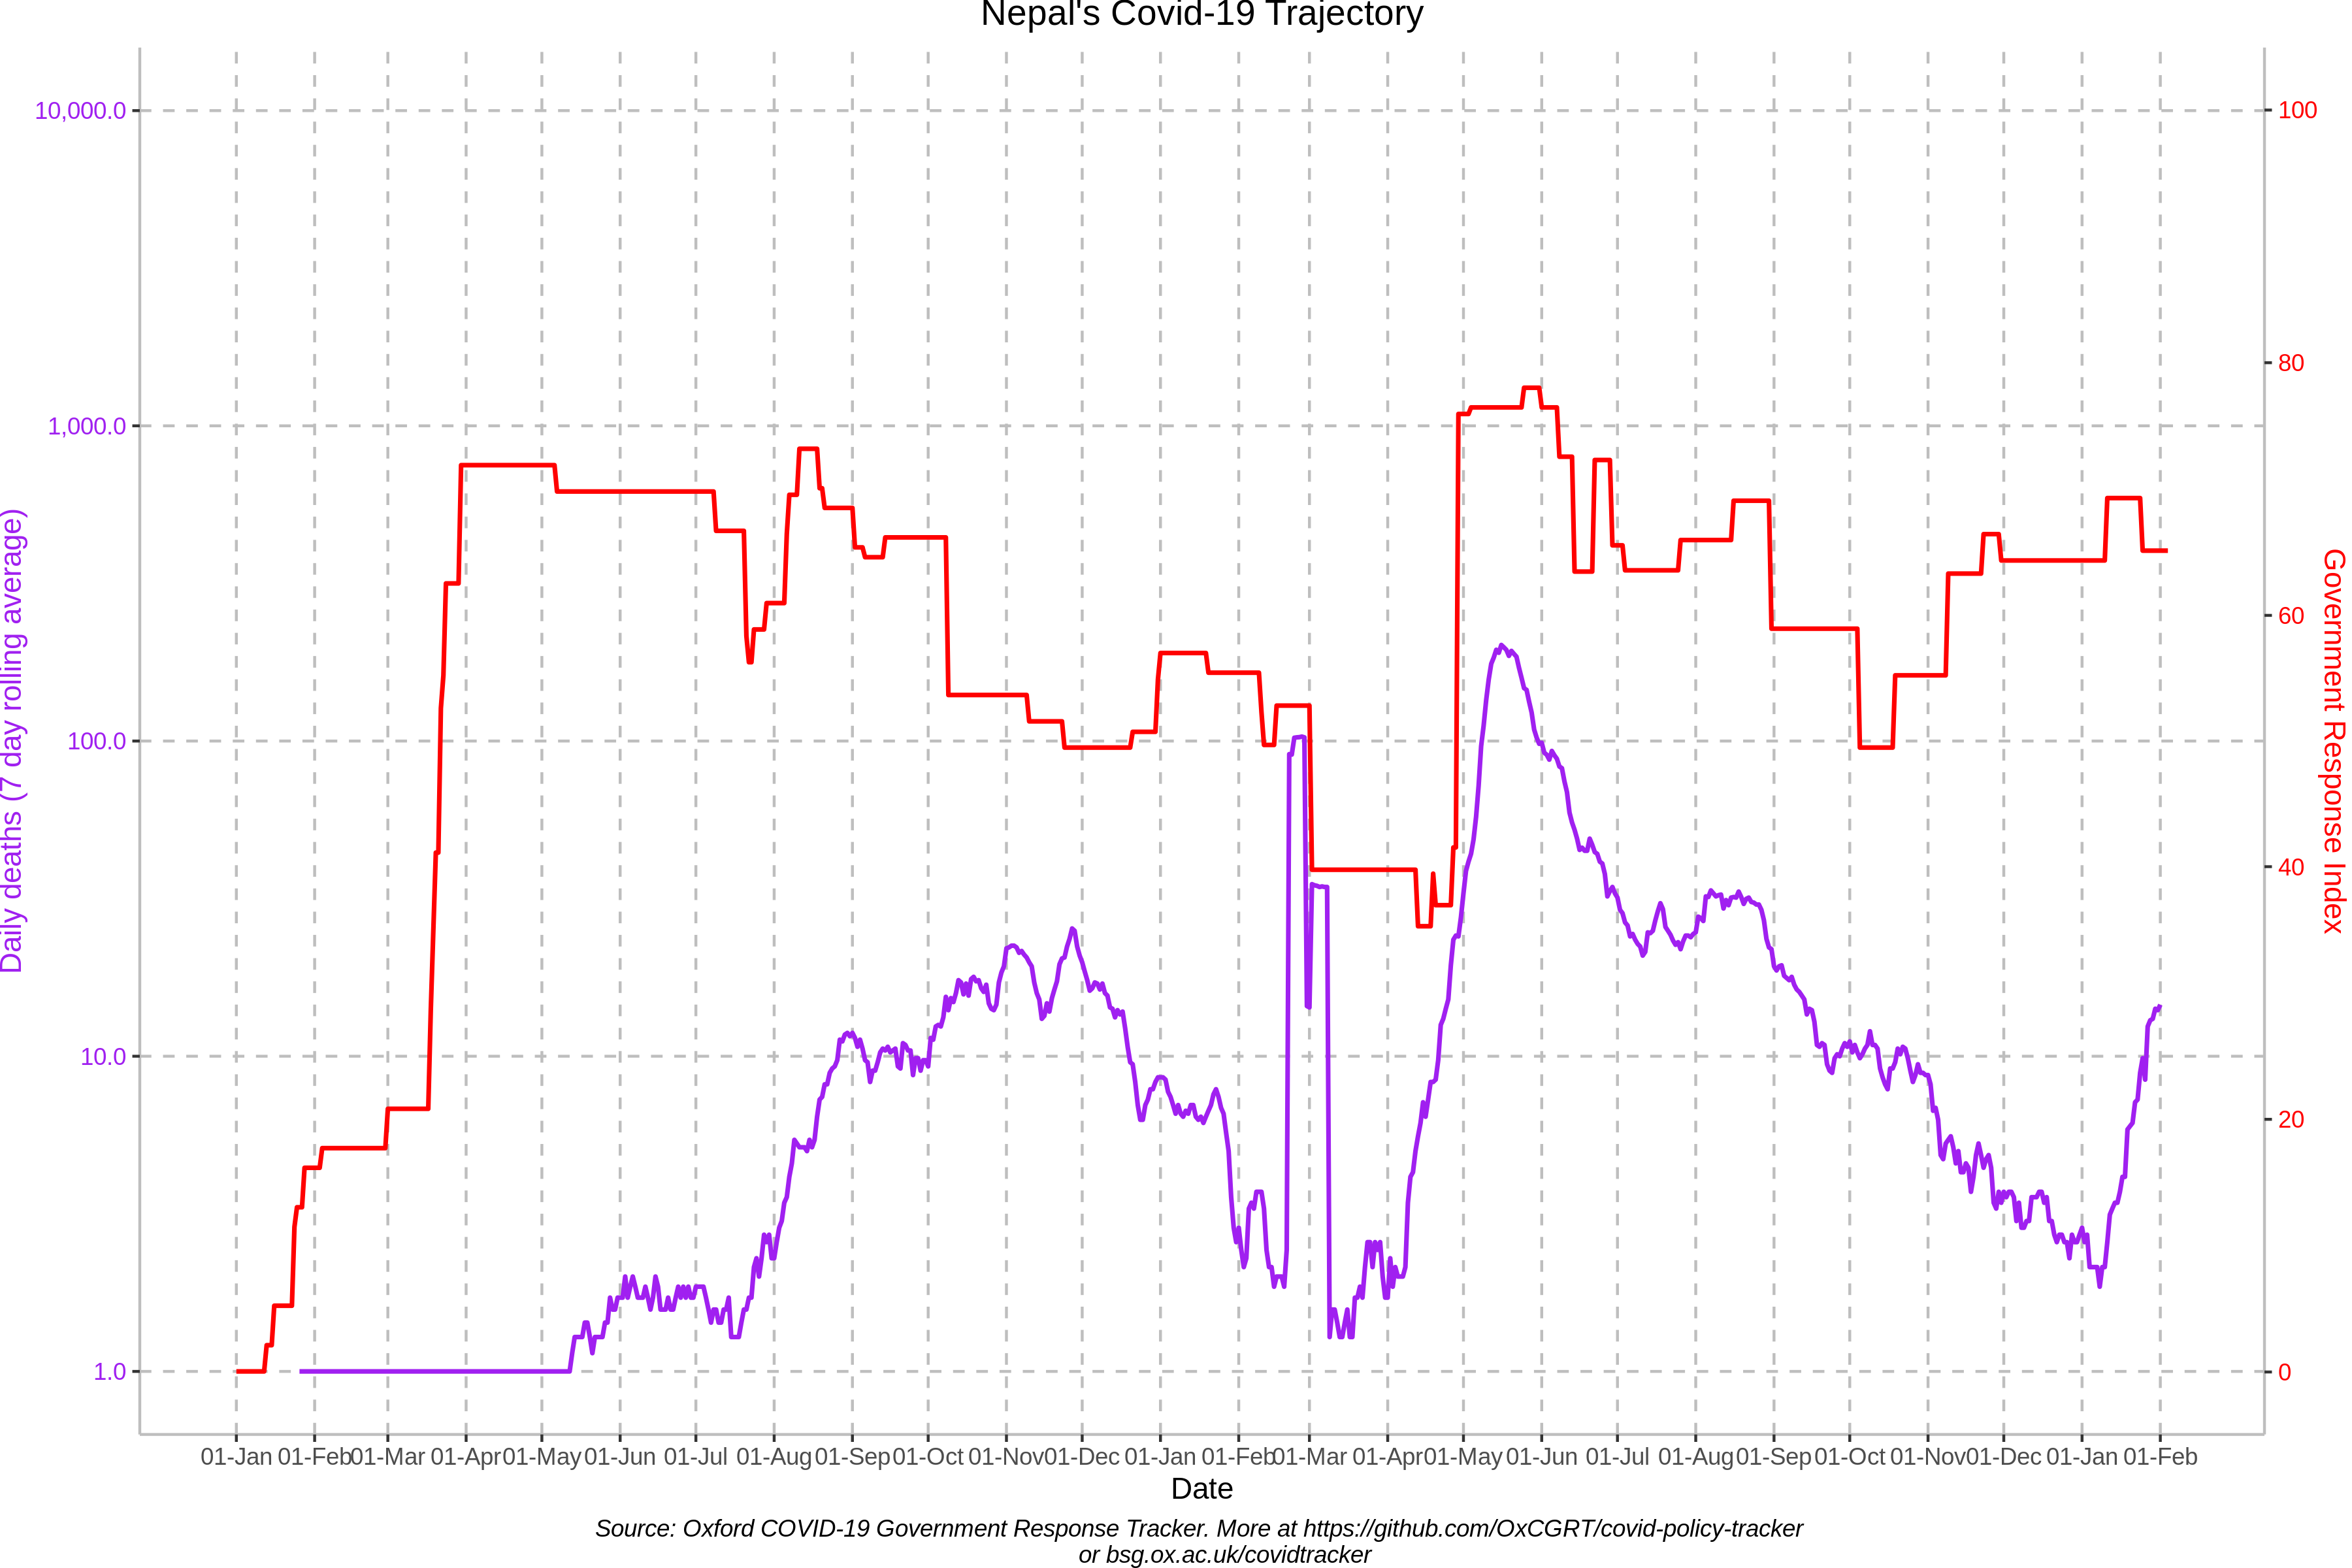 Nepal's Covid-19 Trajectory
10,000.0
1,000.0
100.0
10.0
1.0
Daily deaths (7 day rolling average)
100
80
60
40
20
0
Government Response Index
01-Jan 01-Feb 01-Mar 01-Apr 01-May 01-Jun 01-Jul 01-Aug 01-Sep 01-Oct 01-Nov 01-Dec 01-Jan 01-Feb 01-Mar 01-Apr 01-May 01-Jun 01-Jul 01-Aug 01-Sep 01-Oct 01-Nov 01-Dec 01-Jan 01-Feb
Date
Source: Oxford COVID-19 Government Response Tracker. More at https://github.com/OxCGRT/covid-policy-tracker
or bsg.ox.ac.uk/covidtracker